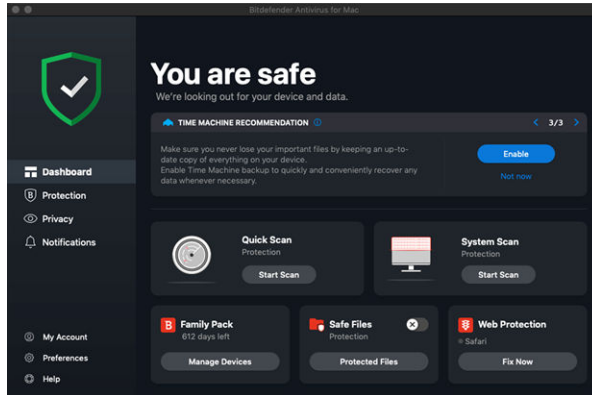 Bitdefender Antivirus for Mac
You are safe
We're looking out for your device and data.
TIME MACHINE RECOMMENDATION
3/3
Make sure you never lose your important files by keeping an up-to-
date copy of everything on your device.
Enable Time Machine backup to quickly and conveniently recover any
data whenever necessary.
Enable
Not now
Dashboard
Protection
Privacy
Notifications
Quick Scan
Protection
Start Scan
System Scan
Protection
Start Scan
B Family Pack
612 days left
Manage Devices
Safe Files
Protection
Protected Files
Web Protection
Safari
Fix Now
My Account
Preferences
Help